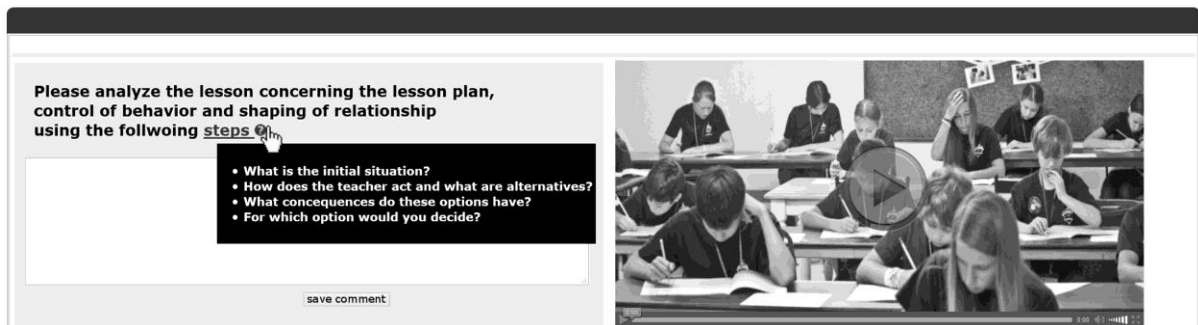 Please analyze the lesson concerning the lesson plan,
control of behavior and shaping of relationship
using the follwoing steps ?
• What is the initial situation?
• How does the teacher act and what are alternatives?
• What concequences do these options have?
• For which option would you decide?
save comment
0:00